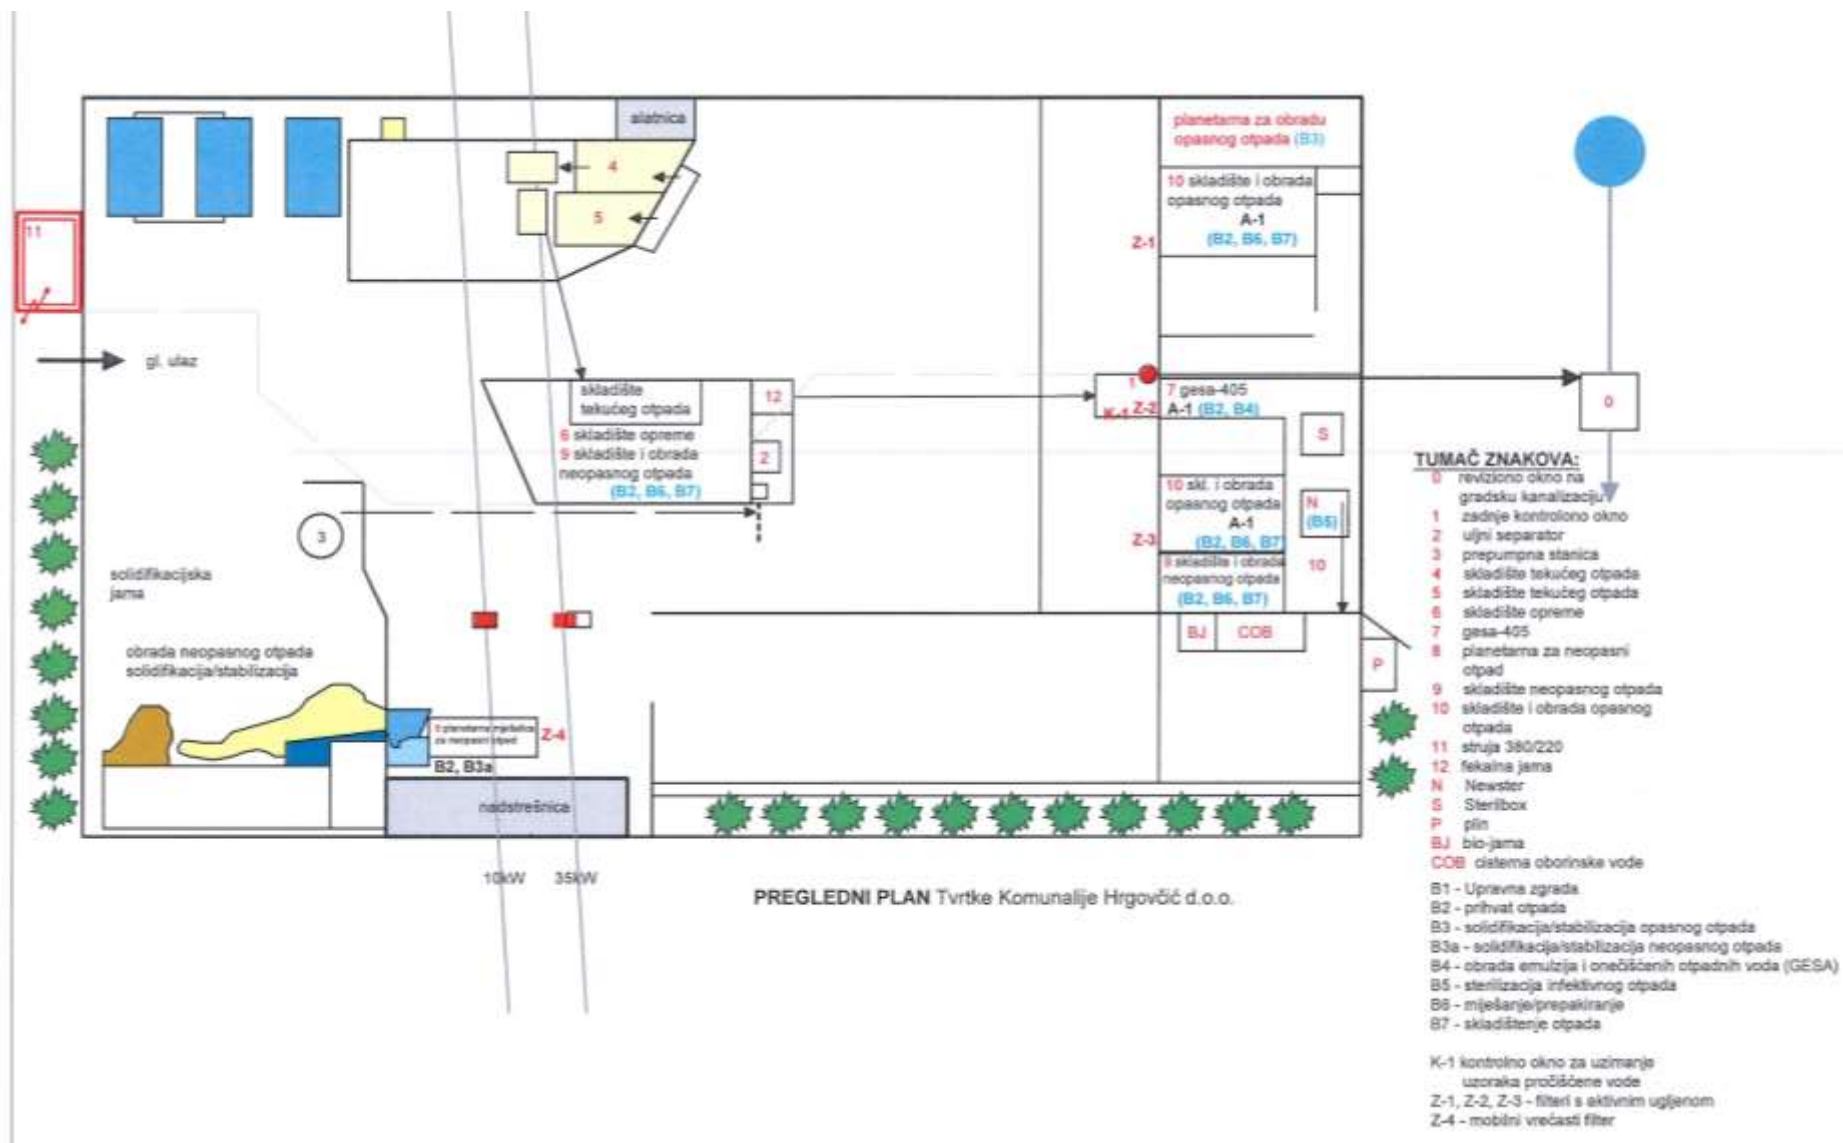 alatnica
planetarna za obradu
opasnog otpada (B3)
10 skladište i obrada
opasnog otpada
A-1
(B2, B6, B7)
Z-1
4
5
11
gl. ulaz
skladište
tekućeg otpada
12
6 skladište opreme
9 skladište i obrada
neopasnog otpada
(B2, B6, B7)
2
1
K-1 Z-2
7 gesa-405
A-1 (B2, B4)
S
0
10 skl. i obrada
opasnog otpada
A-1
(B2, B6, B7)
Z-3
N
(B5)
9 skladište i obrada
neopasnog otpada
(B2, B6, B7)
10
BJ
COB
P
3
solidifikacijska
jama
obrada neopasnog otpada
solidifikacija/stabilizacija
planetarna mješalica
za neopasni otpad
Z-4
B2, B3a
nadstrešnica
10kW
35kW
PREGLEDNI PLAN Tvrtke Komunalije Hrgovčić d.o.o.
TUMAČ ZNAKOVA:
0 reviziono okno na
gradsku kanalizaciju
1 zadnje kontrolono okno
2 uljni separator
3 prepumpna stanica
4 skladište tekućeg otpada
5 skladište tekućeg otpada
6 skladište opreme
7 gesa-405
8 planetarna za neopasni
otpad
9 skladište neopasnog otpada
10 skladište i obrada opasnog
otpada
11 struja 380/220
12 fekalna jama
N Newster
S Sterilbox
P plin
BJ bio-jama
COB cisterna oborinske vode
B1 - Upravna zgrada
B2 - prihvat otpada
B3 - solidifikacija/stabilizacija opasnog otpada
B3a - solidifikacija/stabilizacija neopasnog otpada
B4 - obrada emulzija i onečišćenih otpadnih voda (GESA)
B5 - sterilizacija infektivnog otpada
B6 - miješanje/prepakiranje
B7 - skladištenje otpada
K-1 kontrolno okno za uzimanje
uzoraka pročišćene vode
Z-1, Z-2, Z-3 - filteri s aktivnim ugljenom
Z-4 - mobilni vrećasti filter